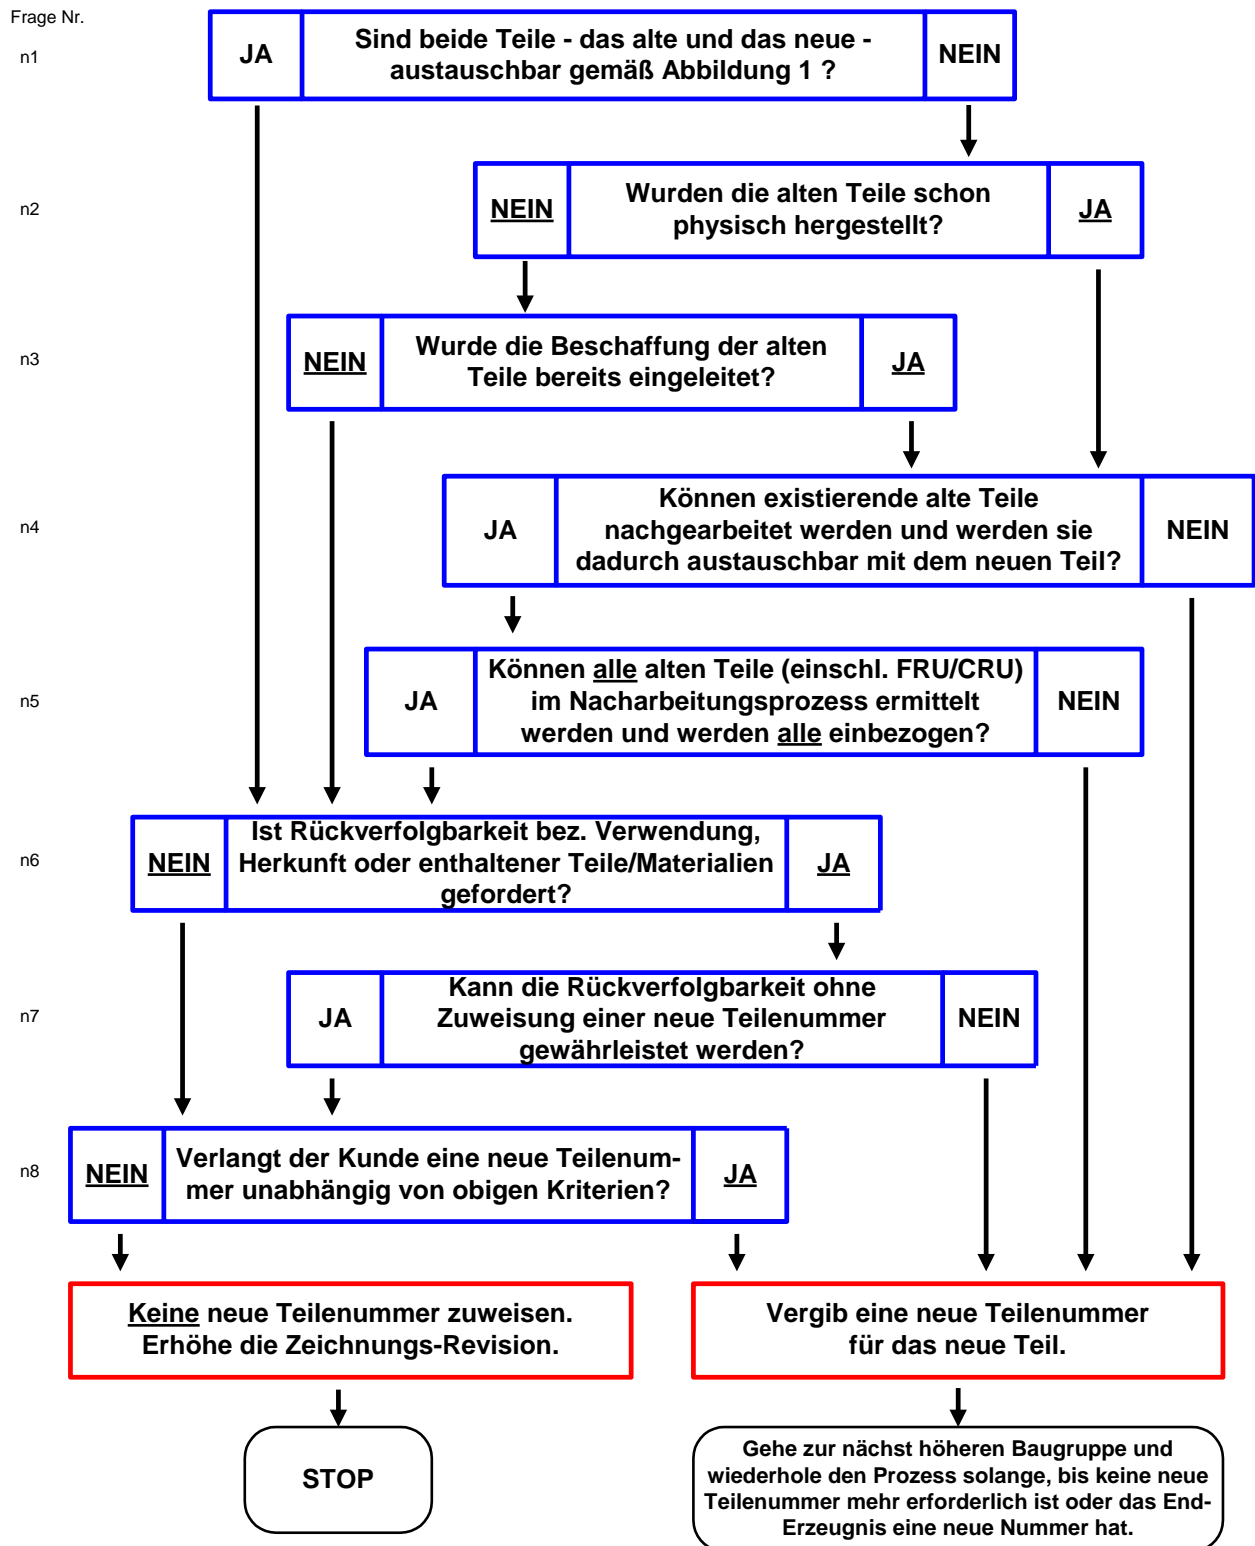 Frage Nr.
n1
JA
Sind beide Teile - das alte und das neue -
austauschbar gemäß Abbildung 1 ?
NEIN
n2
NEIN
Wurden die alten Teile schon
physisch hergestellt?
JA
n3
NEIN
Wurde die Beschaffung der alten
Teile bereits eingeleitet?
JA
n4
JA
Können existierende alte Teile
nachgearbeitet werden und werden sie
dadurch austauschbar mit dem neuen Teil?
NEIN
n5
JA
Können alle alten Teile (einschl. FRU/CRU)
im Nacharbeitungsprozess ermittelt
werden und werden alle einbezogen?
NEIN
n6
NEIN
Ist Rückverfolgbarkeit bez. Verwendung,
Herkunft oder enthaltener Teile/Materialien
gefordert?
JA
n7
JA
Kann die Rückverfolgbarkeit ohne
Zuweisung einer neue Teilenummer
gewährleistet werden?
NEIN
n8
NEIN
Verlangt der Kunde eine neue Teilenum-
mer unabhängig von obigen Kriterien?
JA
Keine neue Teilenummer zuweisen.
Erhöhe die Zeichnungs-Revision.
Vergib eine neue Teilenummer
für das neue Teil.
STOP
Gehe zur nächst höheren Baugruppe und
wiederhole den Prozess solange, bis keine neue
Teilenummer mehr erforderlich ist oder das End-
Erzeugnis eine neue Nummer hat.